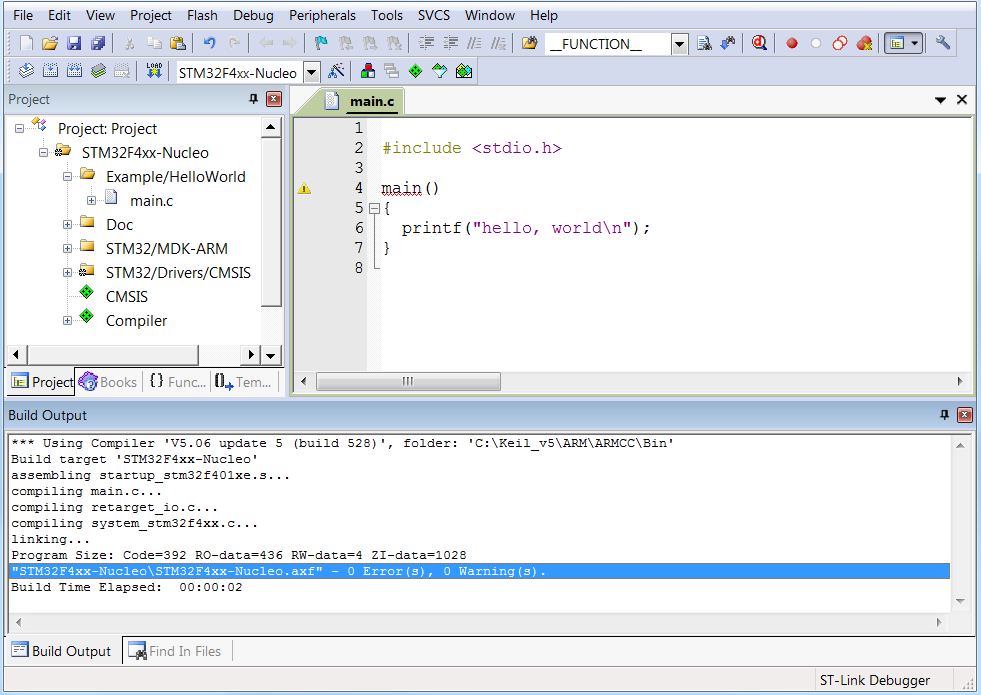 File Edit View Project Flash Debug Peripherals Tools SVCS Window Help
__FUNCTION__
LOAD STM32F4xx-Nucleo
Project
Project: Project
STM32F4xx-Nucleo
Example/HelloWorld
main.c
Doc
STM32/MDK-ARM
STM32/Drivers/CMSIS
CMSIS
Compiler
Project Books {} Func... Tem...
main.c
1
2 #include <stdio.h>
3
4 main()
5 {
6 printf("hello, world\n");
7 }
8
Build Output
*** Using Compiler 'V5.06 update 5 (build 528)', folder: 'C:\Keil_v5\ARM\ARMCC\Bin'
Build target 'STM32F4xx-Nucleo'
assembling startup_stm32f401xe.s...
compiling main.c...
compiling retarget_io.c...
compiling system_stm32f4xx.c...
linking...
Program Size: Code=392 RO-data=436 RW-data=4 ZI-data=1028
"STM32F4xx-Nucleo\STM32F4xx-Nucleo.axf" - 0 Error(s), 0 Warning(s).
Build Time Elapsed: 00:00:02
Build Output Find In Files
ST-Link Debugger